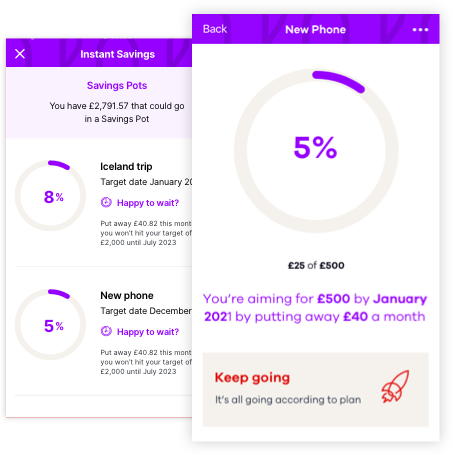 Instant Savings
Savings Pots
You have £2,791.57 that could go
in a Savings Pot
8%
Iceland trip
Target date January
Happy to wait?
Put away £40.82 this mont
you won't hit your target of
£2,000 until July 2023
5%
New phone
Target date December
Happy to wait?
Put away £40.82 this mont
you won't hit your target of
£2,000 until July 2023
Back
New Phone
5%
£25 of £500
You're aiming for £500 by January
2021 by putting away £40 a month
Keep going
It's all going according to plan